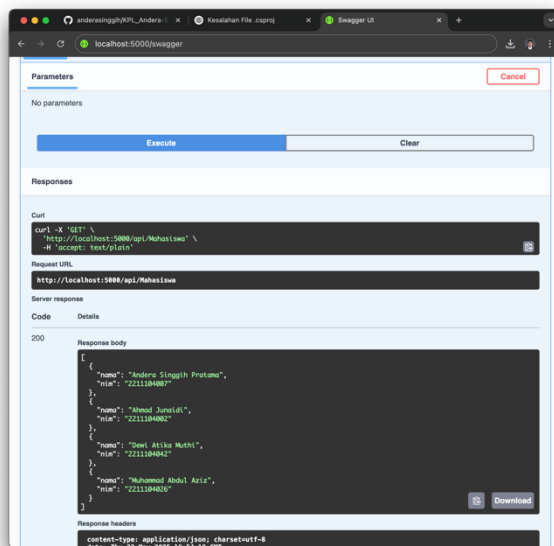 anderasinggih/KPL_Andera-S
Kesalahan File .csproj
Swagger UI
localhost:5000/swagger
Parameters
Cancel
No parameters
Execute
Clear
Responses
Curl
curl -X 'GET' \
'http://localhost:5000/api/Mahasiswa' \
-H 'accept: text/plain'
Request URL
http://localhost:5000/api/Mahasiswa
Server response
Code Details
200
Response body
[
{
"nama": "Andera Singgih Pratama",
"nim": "2211104007"
},
{
"nama": "Ahmad Junaidi",
"nim": "2211104002"
},
{
"nama": "Dewi Atika Muthi",
"nim": "2211104042"
},
{
"nama": "Muhammad Abdul Aziz",
"nim": "2211104026"
}
]
Download
Response headers
content-type: application/json; charset=utf-8